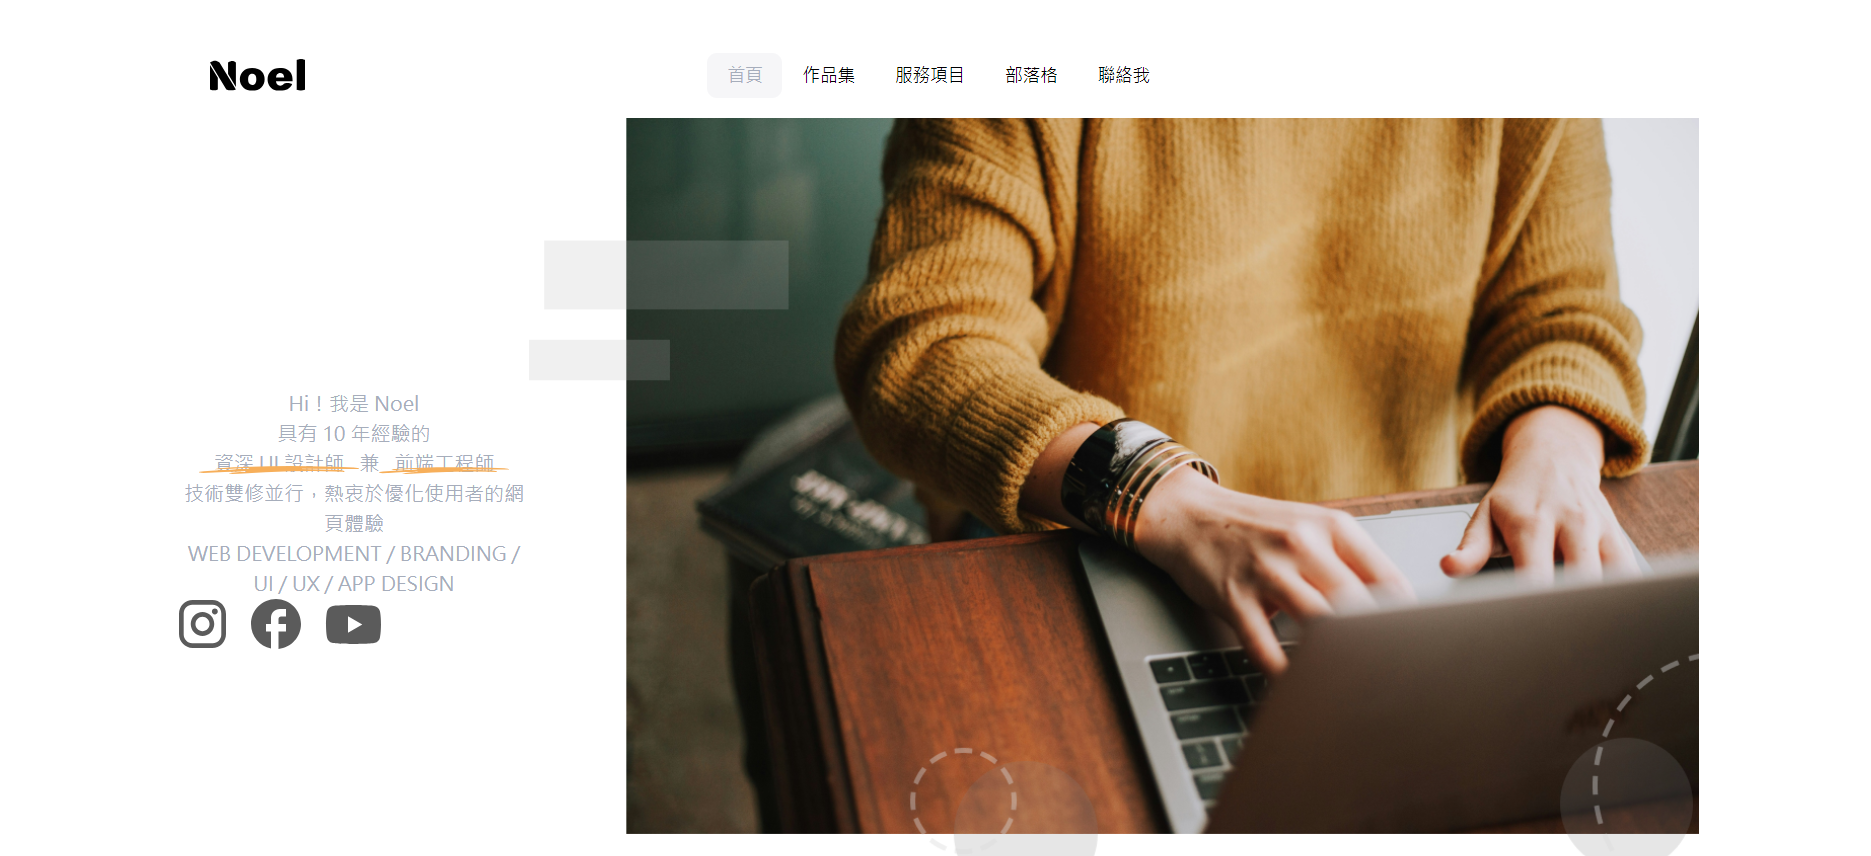 Noel
首頁 作品集 服務項目 部落格 聯絡我
Hi！我是 Noel
具有 10 年經驗的
資深 UI 設計師 兼 前端工程師
技術雙修並行，熱衷於優化使用者的網
頁體驗
WEB DEVELOPMENT / BRANDING /
UI / UX / APP DESIGN